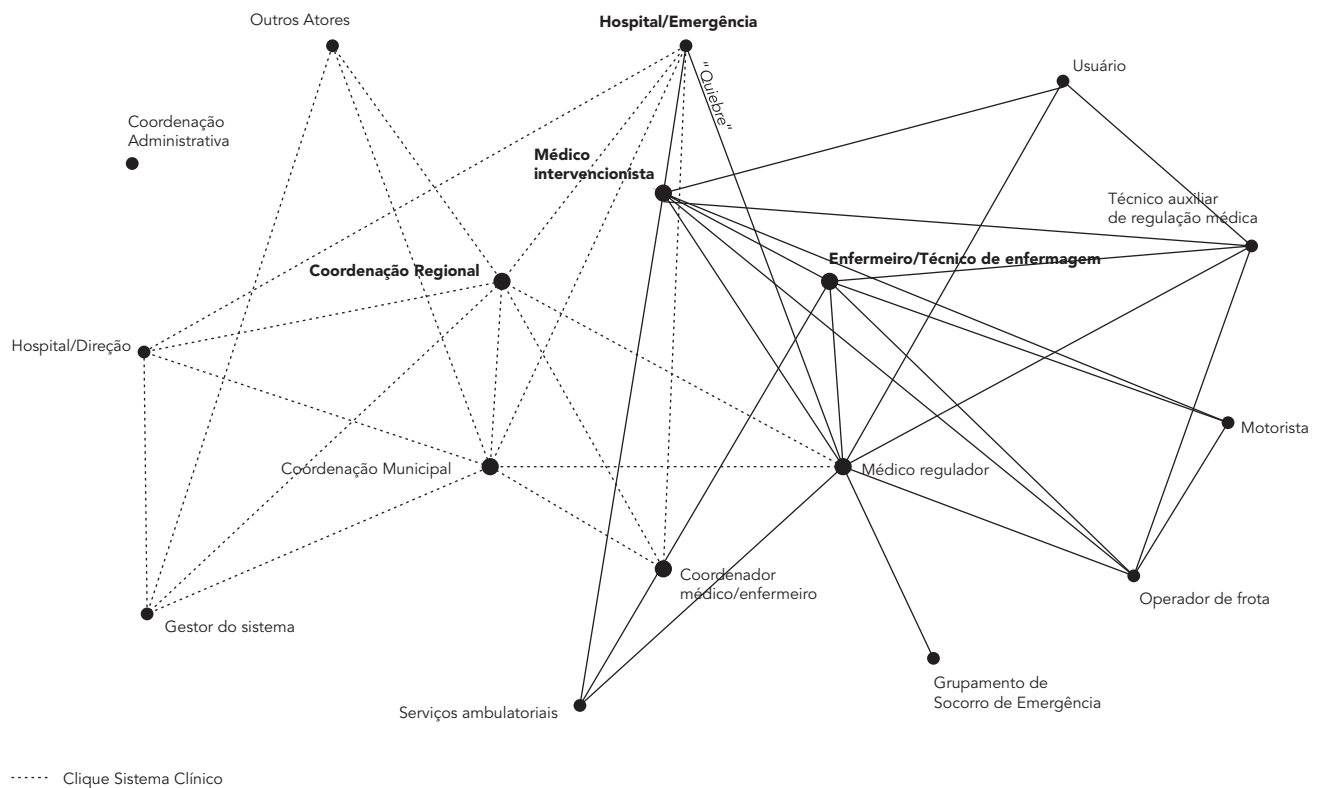 Outros Atores
Hospital/Emergência
Usuário
"Quiebre"
Coordenação
Administrativa
Médico
intervencionista
Técnico auxiliar
de regulação médica
Enfermeiro/Técnico de enfermagem
Coordenação Regional
Hospital/Direção
Motorista
Coordenação Municipal
Médico regulador
Coordenador
médico/enfermeiro
Operador de frota
Gestor do sistema
Grupamento de
Socorro de Emergência
Serviços ambulatoriais
Clique Sistema Clínico